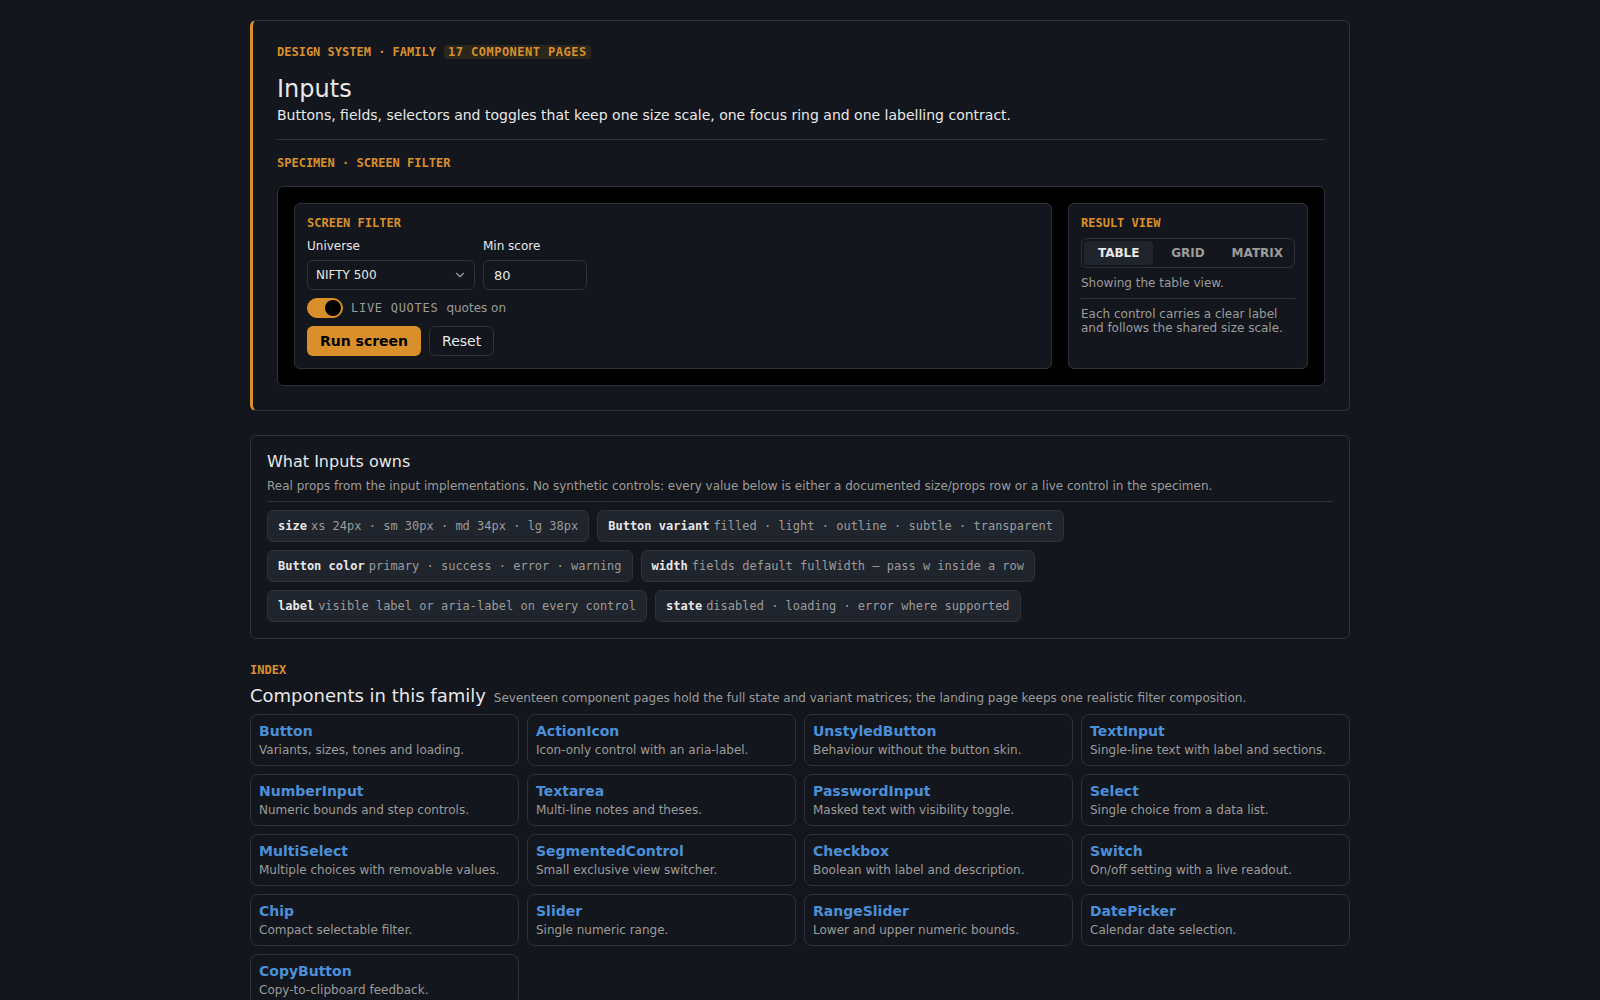 DESIGN SYSTEM · FAMILY 17 COMPONENT PAGES
Inputs
Buttons, fields, selectors and toggles that keep one size scale, one focus ring and one labelling contract.
SPECIMEN · SCREEN FILTER
SCREEN FILTER
Universe Min score
NIFTY 500 80
LIVE QUOTES quotes on
Run screen Reset
RESULT VIEW
TABLE GRID MATRIX
Showing the table view.
Each control carries a clear label
and follows the shared size scale.
What Inputs owns
Real props from the input implementations. No synthetic controls: every value below is either a documented size/props row or a live control in the specimen.
size xs 24px · sm 30px · md 34px · lg 38px Button variant filled · light · outline · subtle · transparent
Button color primary · success · error · warning width fields default fullWidth — pass w inside a row
label visible label or aria-label on every control state disabled · loading · error where supported
INDEX
Components in this family Seventeen component pages hold the full state and variant matrices; the landing page keeps one realistic filter composition.
Button
Variants, sizes, tones and loading.
ActionIcon
Icon-only control with an aria-label.
UnstyledButton
Behaviour without the button skin.
TextInput
Single-line text with label and sections.
NumberInput
Numeric bounds and step controls.
Textarea
Multi-line notes and theses.
PasswordInput
Masked text with visibility toggle.
Select
Single choice from a data list.
MultiSelect
Multiple choices with removable values.
SegmentedControl
Small exclusive view switcher.
Checkbox
Boolean with label and description.
Switch
On/off setting with a live readout.
Chip
Compact selectable filter.
Slider
Single numeric range.
RangeSlider
Lower and upper numeric bounds.
DatePicker
Calendar date selection.
CopyButton
Copy-to-clipboard feedback.